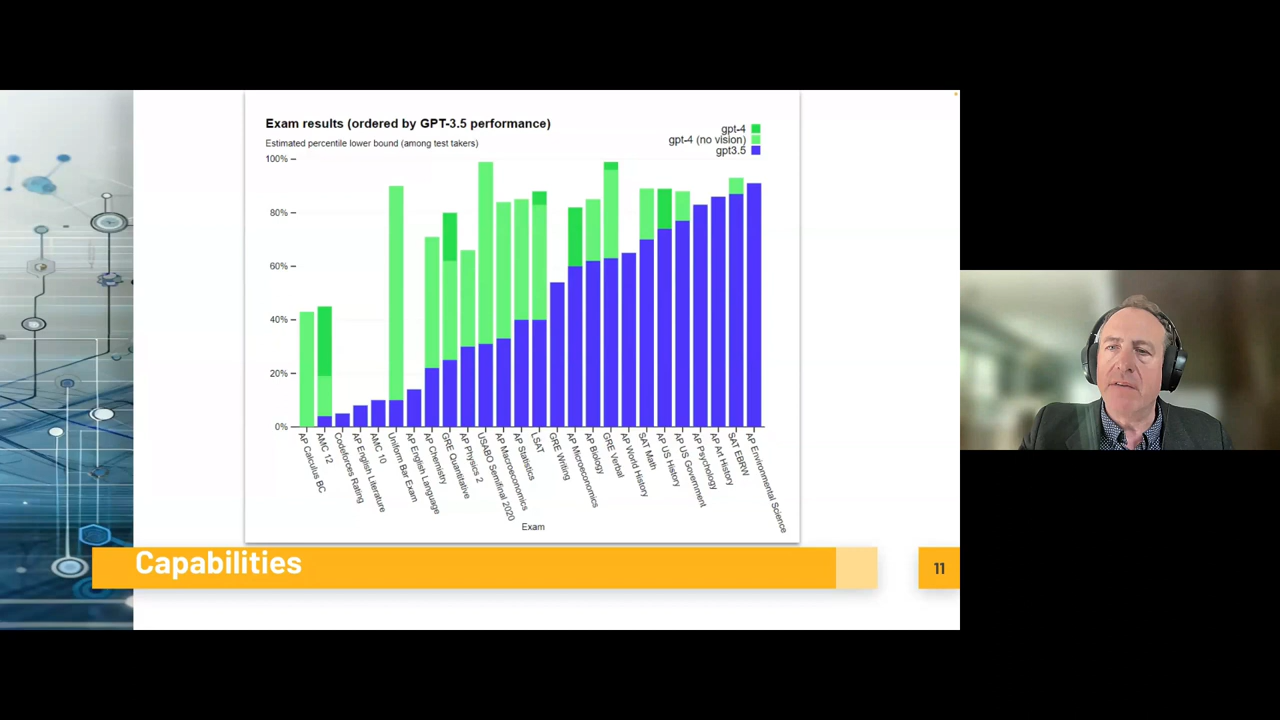 Exam results (ordered by GPT-3.5 performance)
Estimated percentile lower bound (among test takers)
gpt-4
gpt-4 (no vision)
gpt3.5
100%
80%
60%
40%
20%
0%
AP Calculus BC
AMC 12
Codeforces Rating
AP English Literature
AMC 10
Uniform Bar Exam
AP English Language
AP Chemistry
GRE Quantitative
AP Physics 2
USABO Semifinal 2020
AP Macroeconomics
AP Statistics
LSAT
GRE Writing
AP Microeconomics
AP Biology
GRE Verbal
AP World History
SAT Math
AP US History
AP US Government
AP Psychology
AP Art History
SAT EBRW
AP Environmental Science
Exam
Capabilities
11